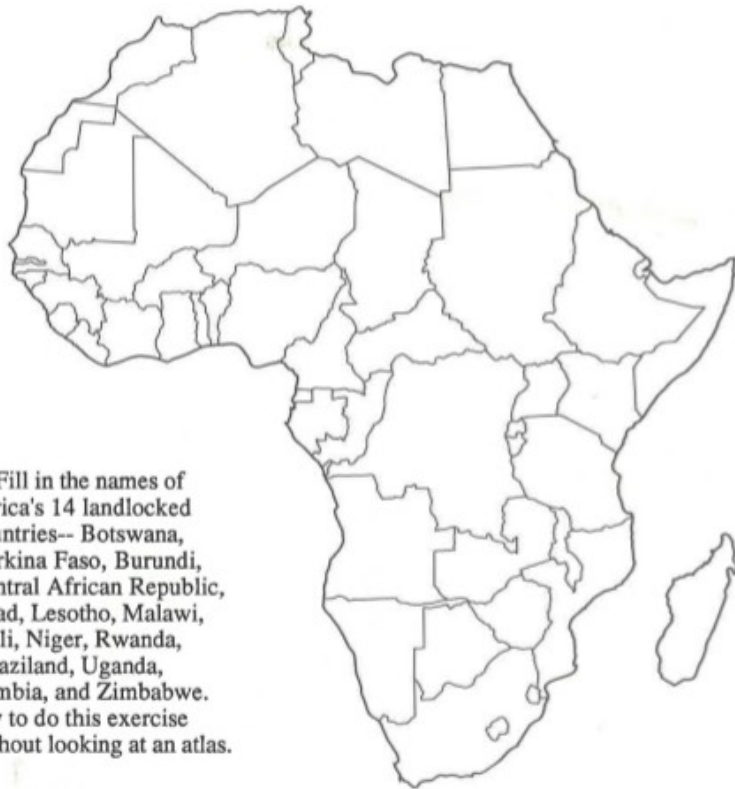 Fill in the names of
ica's 14 landlocked
ntries-- Botswana,
rkina Faso, Burundi,
ntral African Republic,
ad, Lesotho, Malawi,
li, Niger, Rwanda,
aziland, Uganda,
mbia, and Zimbabwe.
to do this exercise
hout looking at an atlas.